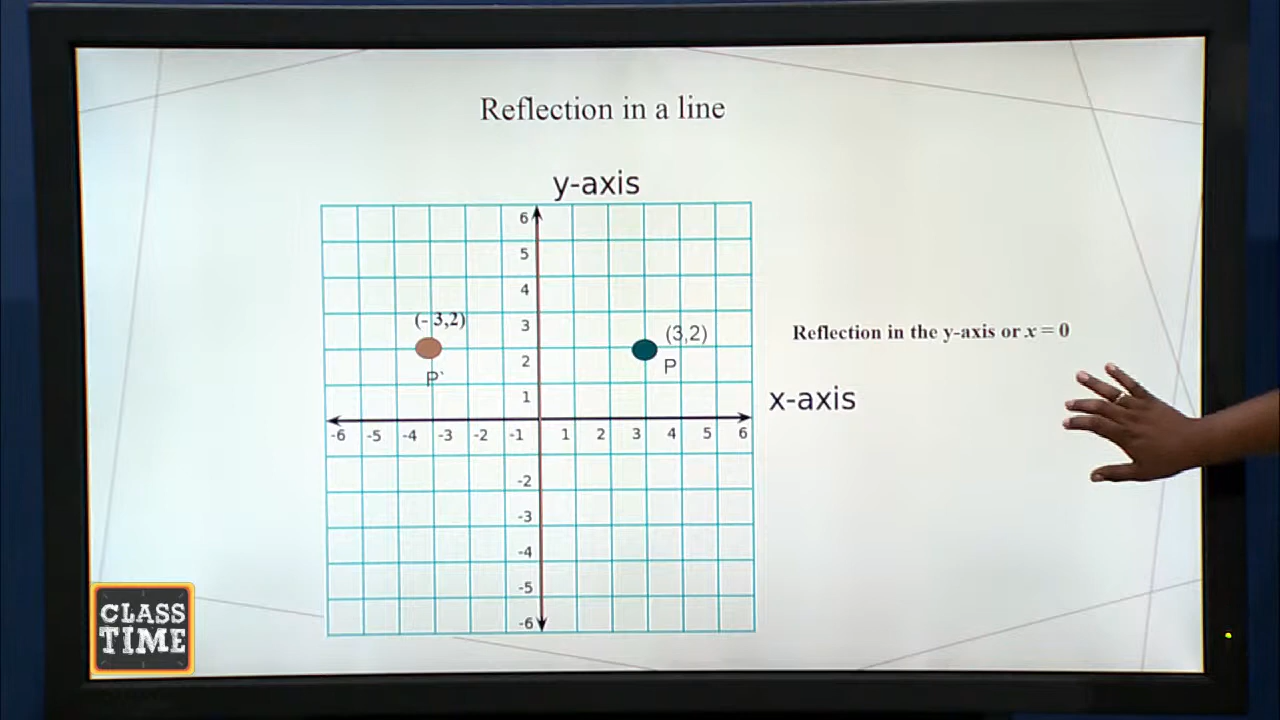 Reflection in a line
y-axis
6
5
4
(-3,2)
3
(3,2)
Reflection in the y-axis or x = 0
2
P`
P
1
x-axis
-6 -5 -4 -3 -2 -1 1 2 3 4 5 6
-2
-3
-4
-5
-6
CLASS
TIME